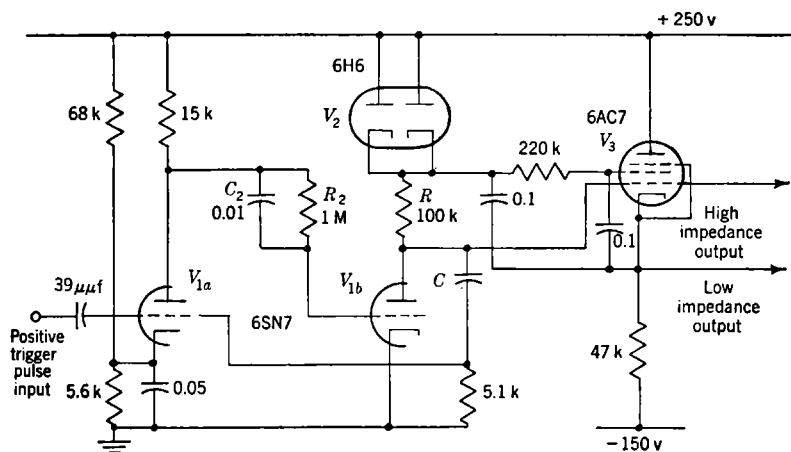 + 250 v
6H6
V2
6AC7
V3
68 k
15 k
220 k
C2
0.01
R2
1 M
R
100 k
0.1
0.1
High
impedance
output
Low
impedance
output
39 μμf
V1a
6SN7
V1b
C
Positive
trigger
pulse
input
5.6 k
0.05
5.1 k
47 k
−150 v